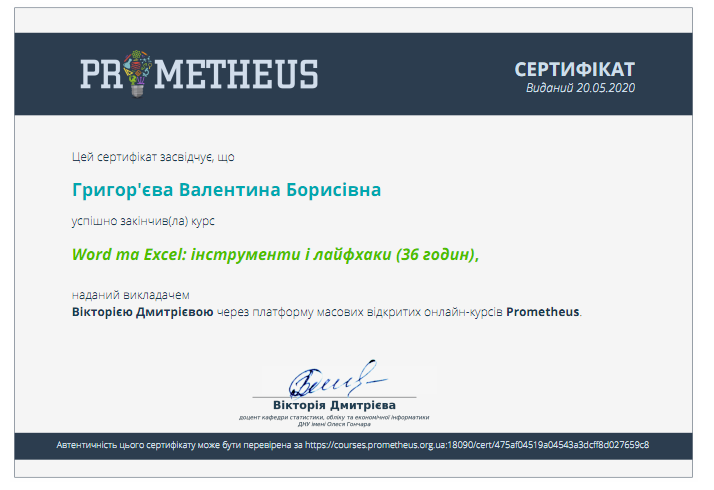 PROMETHEUS
СЕРТИФІКАТ
Виданий 20.05.2020
Цей сертифікат засвідчує, що
Григор'єва Валентина Борисівна
успішно закінчив(ла) курс
Word та Excel: інструменти і лайфхаки (36 годин),
наданий викладачем
Вікторією Дмитрієвою через платформу масових відкритих онлайн-курсів Prometheus.
Вікторія Дмитрієва
доцент кафедри статистики, обліку та економічної інформатики
ДНУ імені Олеся Гончара
Автентичність цього сертифікату може бути перевірена за https://courses.prometheus.org.ua:18090/cert/475af04519a04543a3dcff8d027659c8